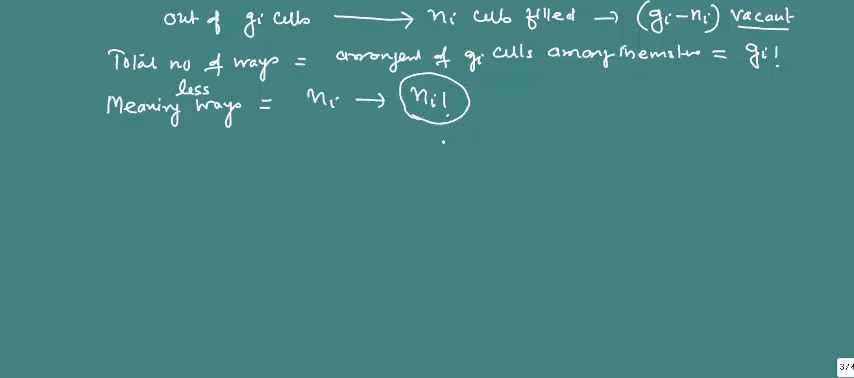 out of gi cells → ni cells filled → (gi-ni) vacant
Total no of ways = arrangent of gi cells among themselves = gi!
Meaning less ways = ni → ni!
3/4